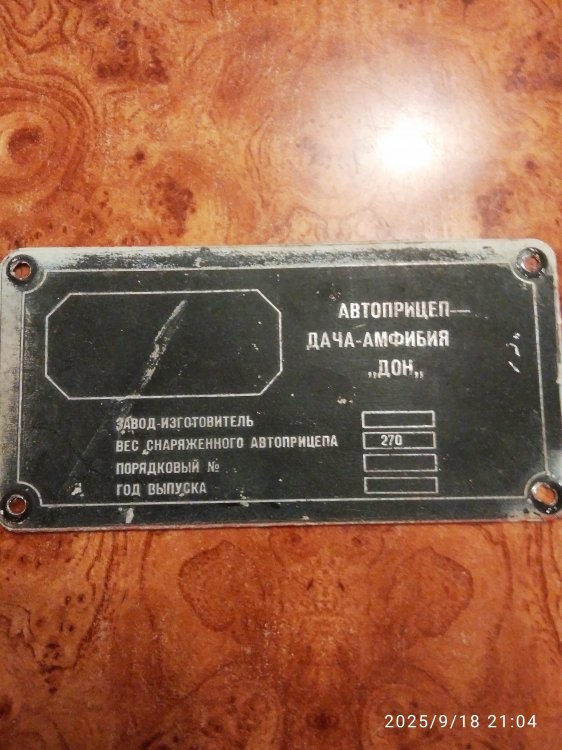 АВТОПРИЦЕП—
ДАЧА-АМФИБИЯ
„ДОН„
ЗАВОД-ИЗГОТОВИТЕЛЬ
ВЕС СНАРЯЖЕННОГО АВТОПРИЦЕПА 270
ПОРЯДКОВЫЙ №
ГОД ВЫПУСКА
2025/9/18 21:04